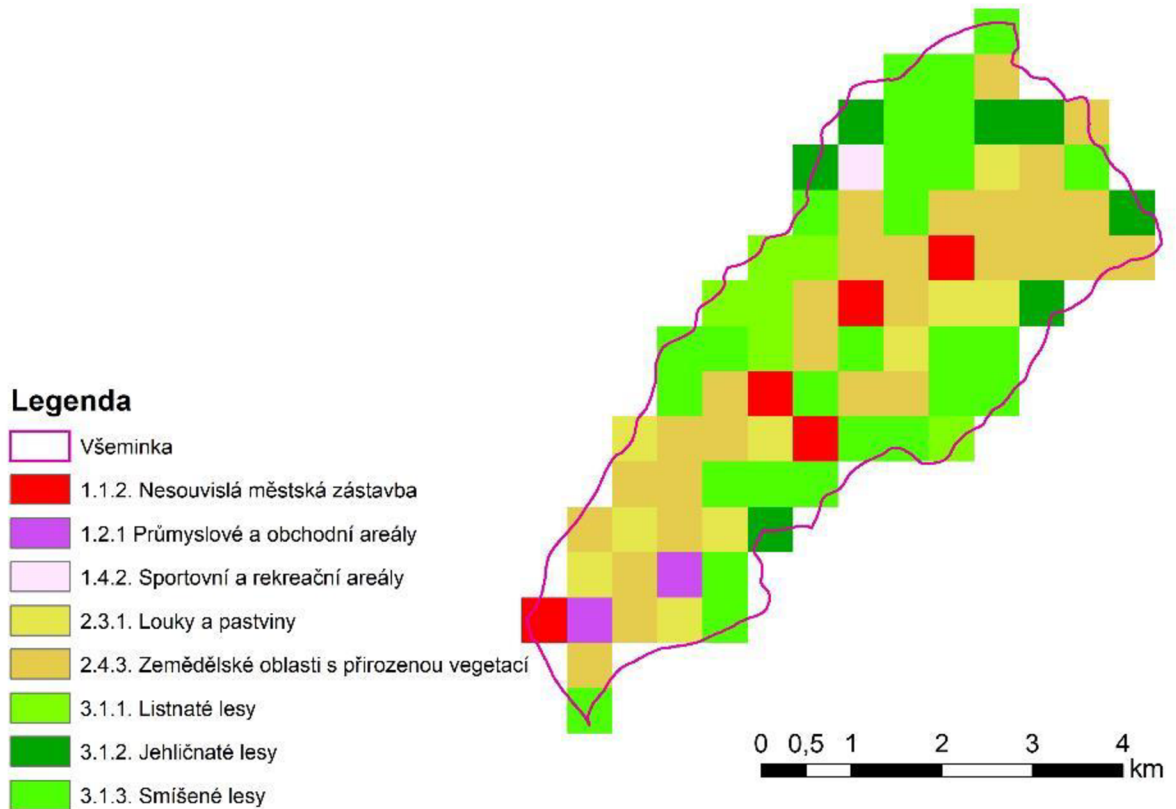 Legenda
Všeminka
1.1.2. Nesouvislá městská zástavba
1.2.1 Průmyslové a obchodní areály
1.4.2. Sportovní a rekreační areály
2.3.1. Louky a pastviny
2.4.3. Zemědělské oblasti s přirozenou vegetací
3.1.1. Listnaté lesy
3.1.2. Jehličnaté lesy
3.1.3. Smíšené lesy
0 0,5 1 2 3 4
km